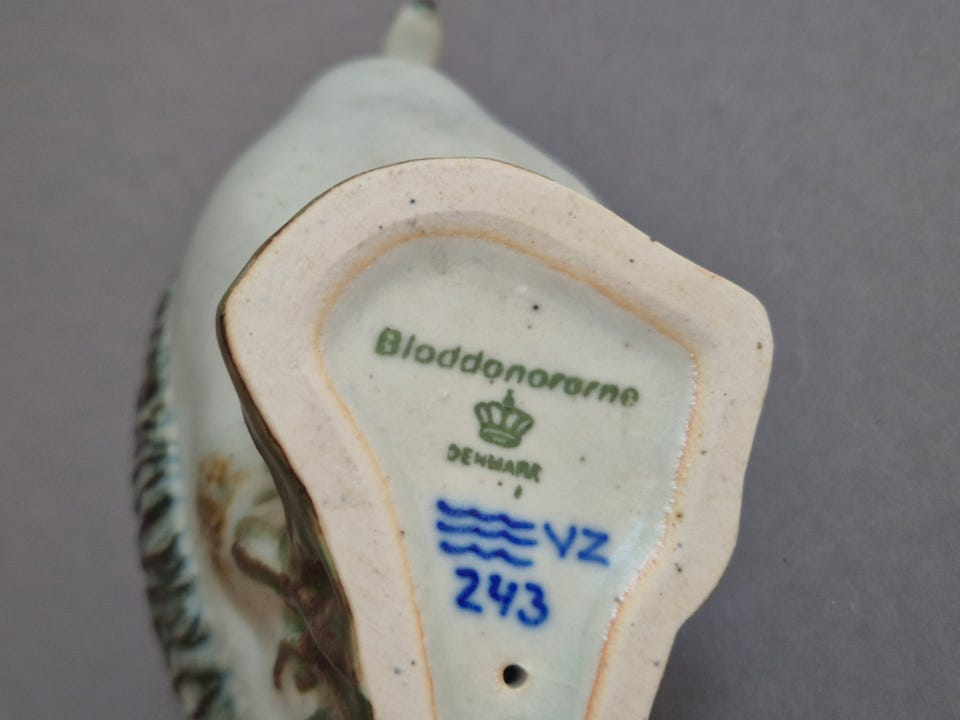 Bloddonorerne
DENMARK
VZ
243